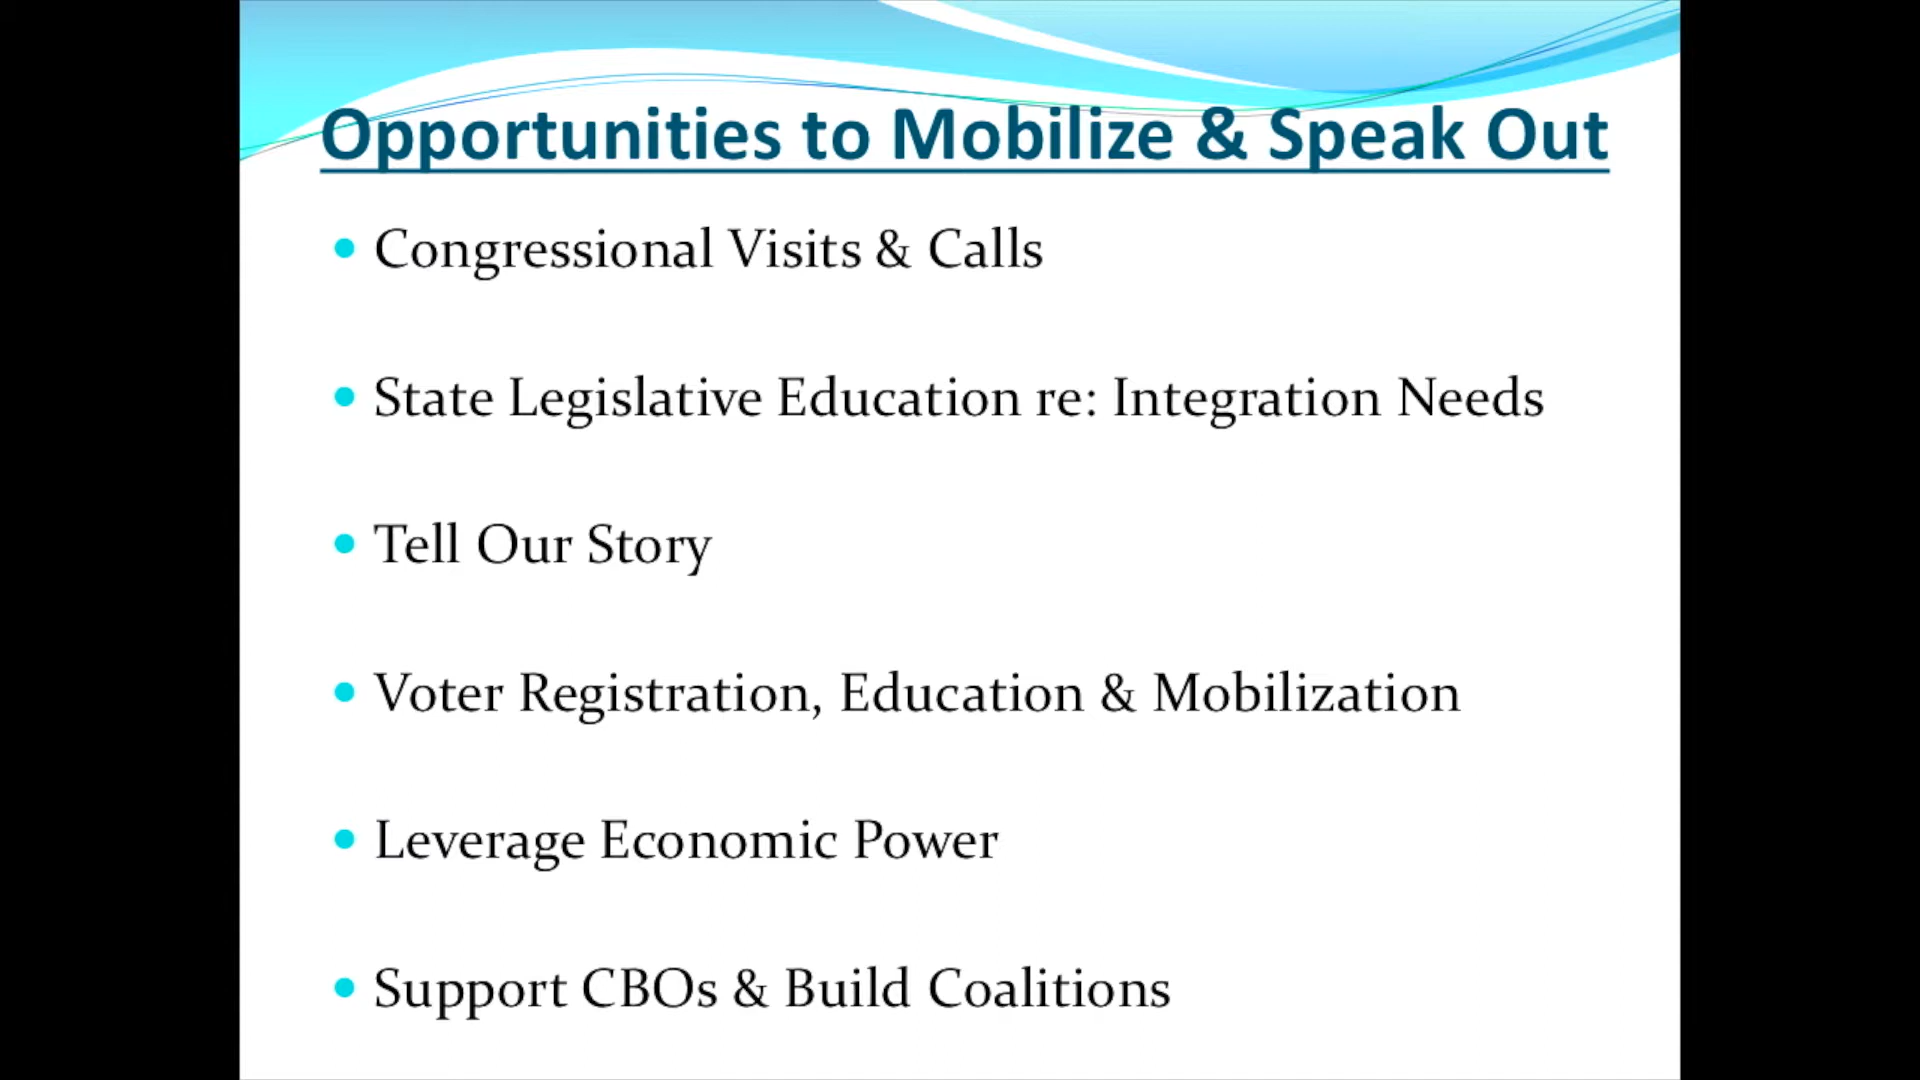 Opportunities to Mobilize & Speak Out
• Congressional Visits & Calls
• State Legislative Education re: Integration Needs
• Tell Our Story
• Voter Registration, Education & Mobilization
• Leverage Economic Power
• Support CBOs & Build Coalitions